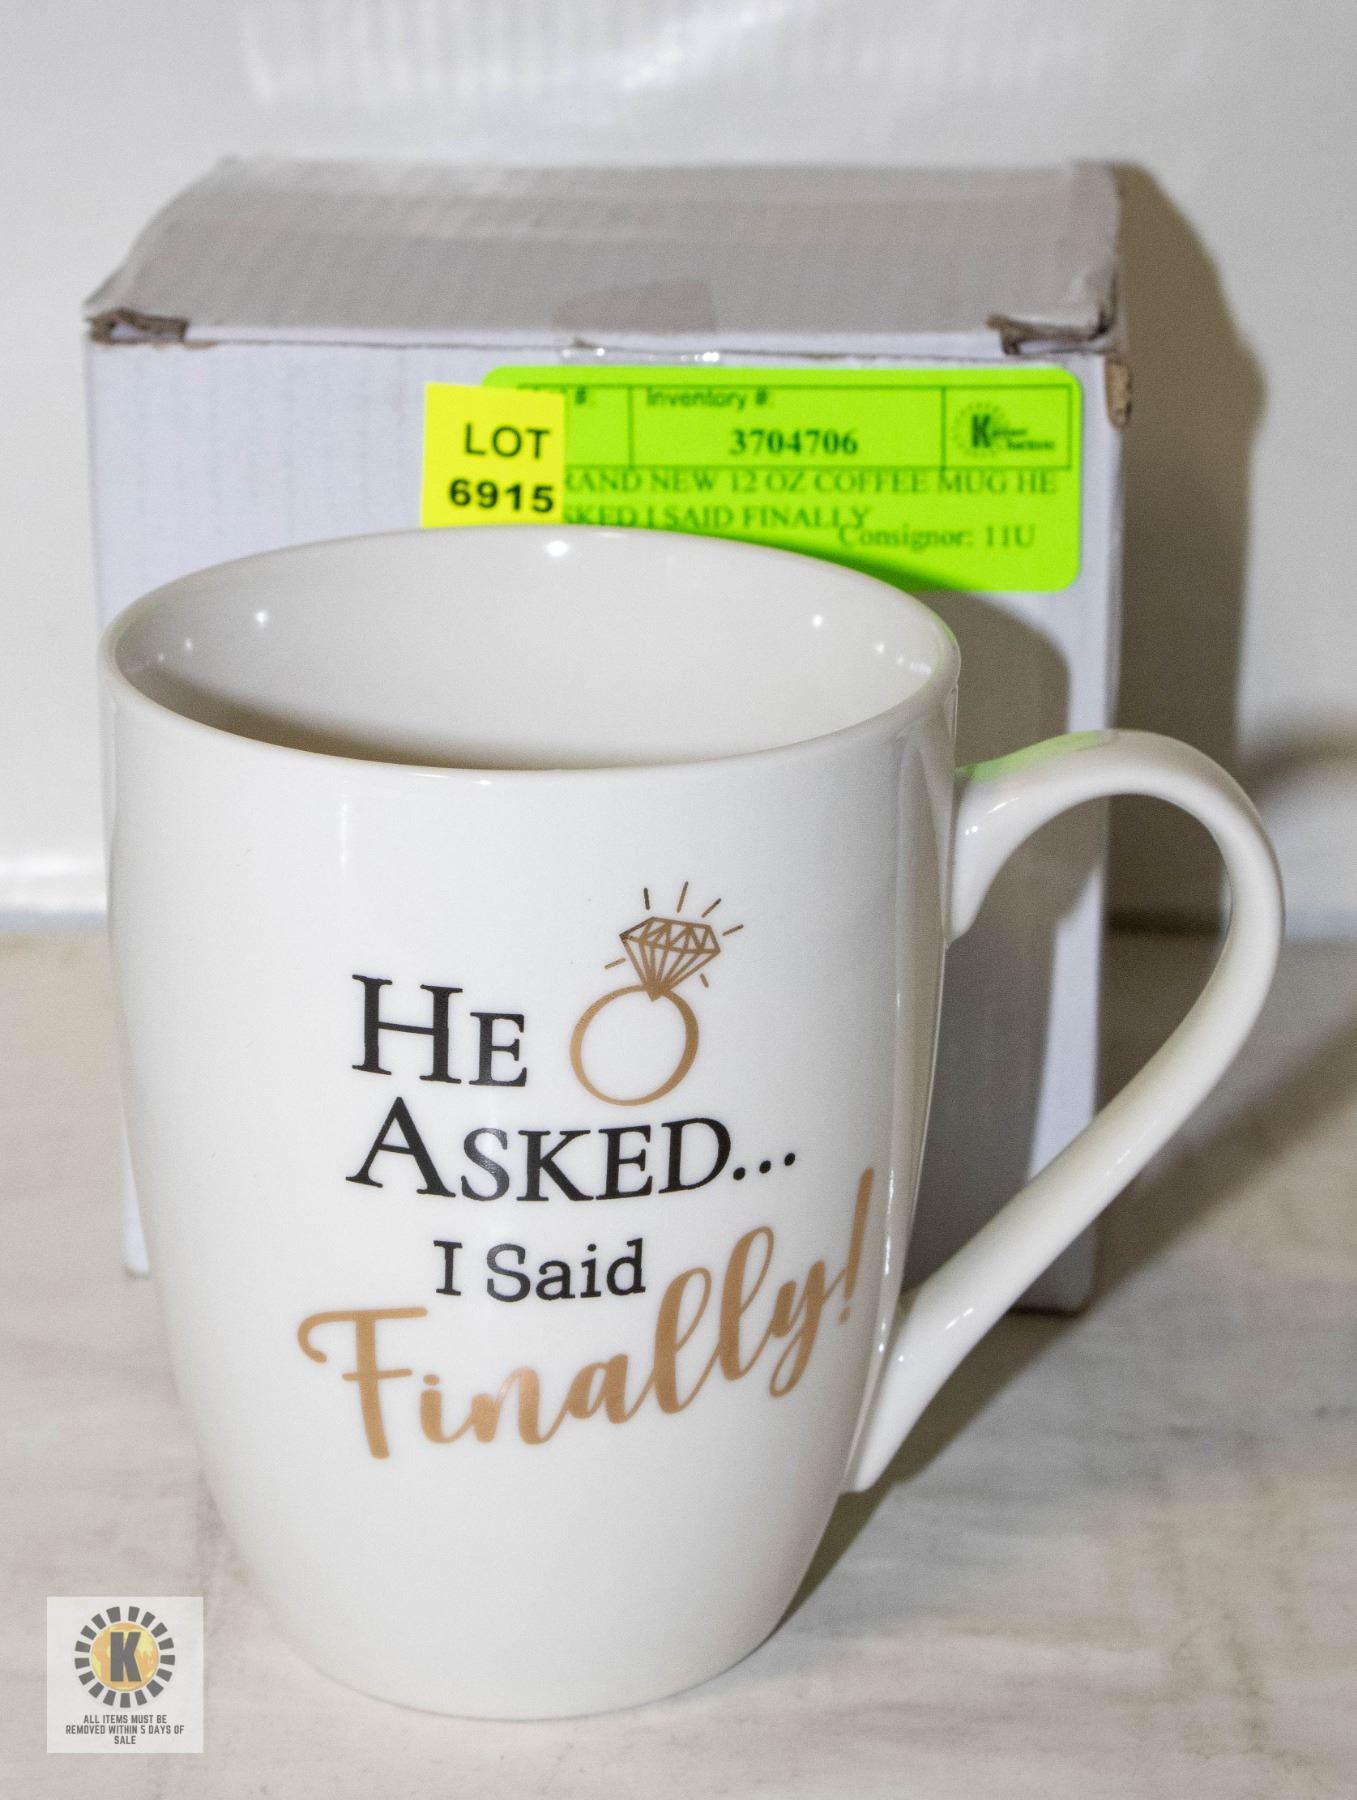 LOT
6915
#:
Inventory #:
3704706
K
RAND NEW 12 OZ COFFEE MUG HE
SKED I SAID FINALLY
Consignor: 11U
HE
ASKED...
I Said
Finally!
K
ALL ITEMS MUST BE
REMOVED WITHIN 5 DAYS OF
SALE